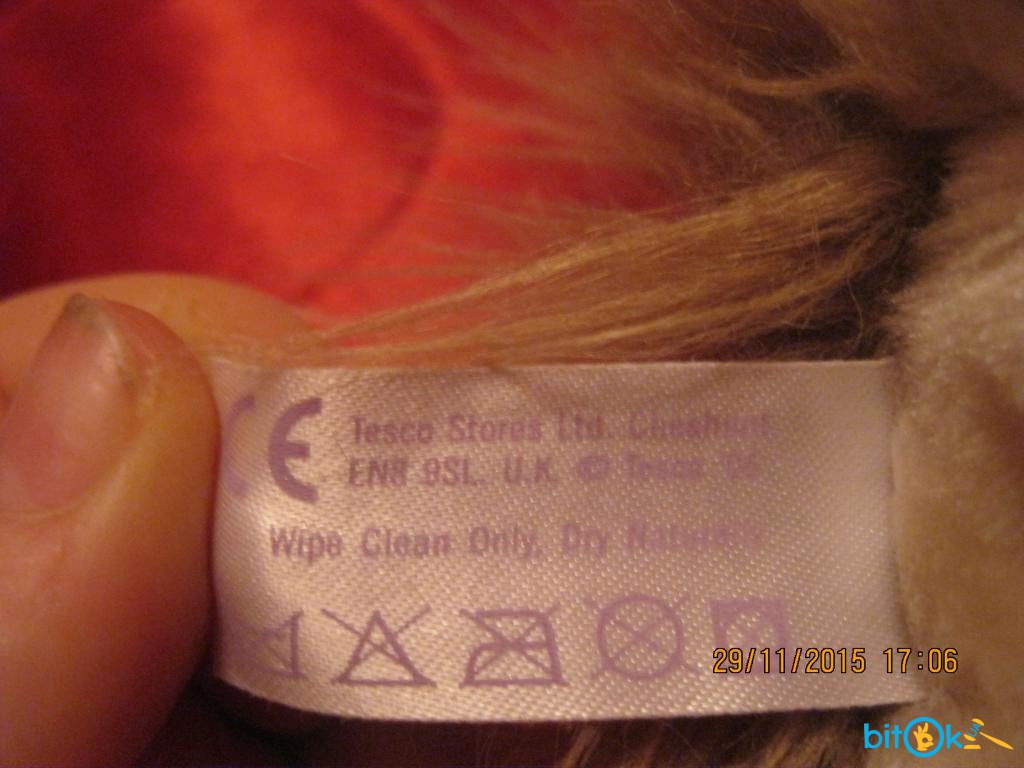 CE
Tesco Stores Ltd. Cheshunt,
EN8 9SL. U.K. © Tesco
Wipe Clean Only, Dry Naturally
29/11/2015 17:06
bitOk